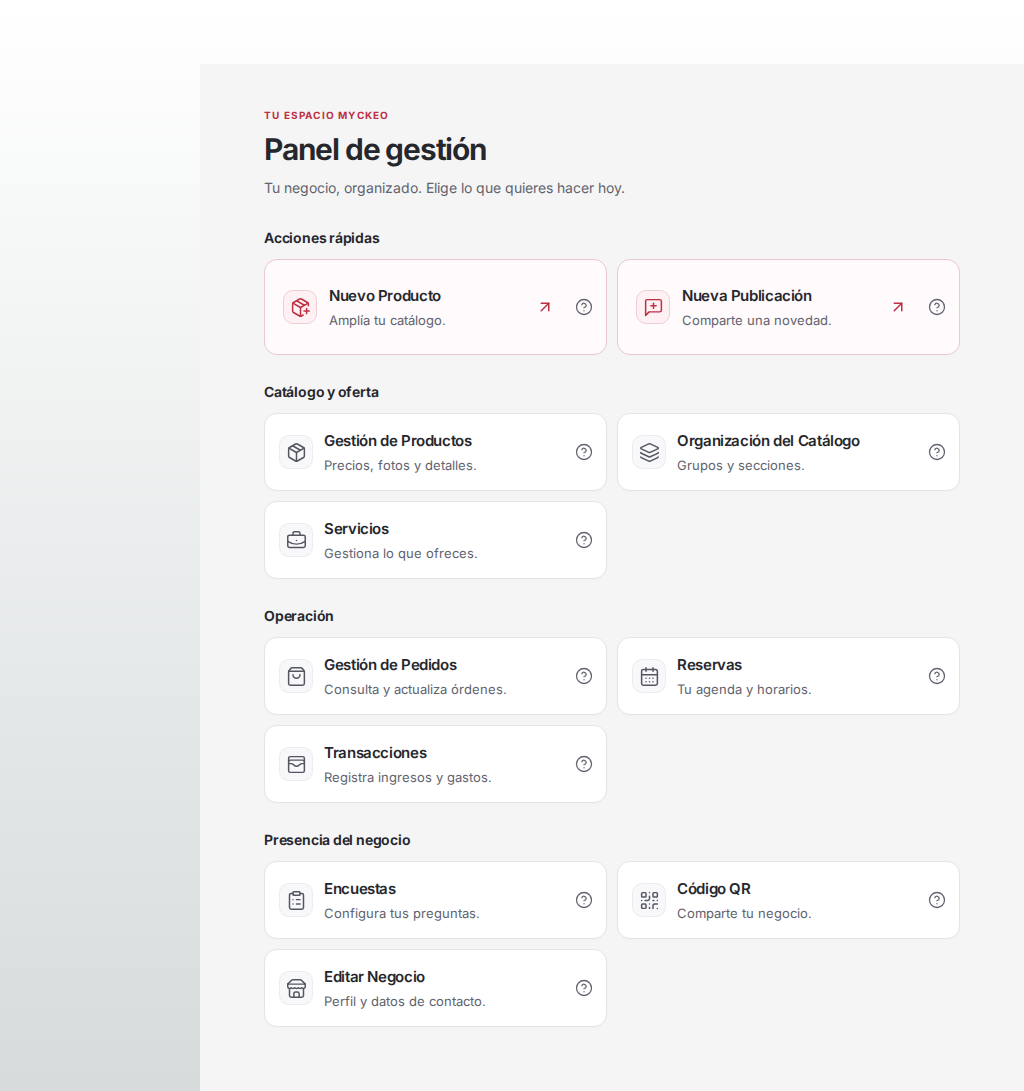 TU ESPACIO MYCKEO
Panel de gestión
Tu negocio, organizado. Elige lo que quieres hacer hoy.
Acciones rápidas
Nuevo Producto
Amplía tu catálogo.
Nueva Publicación
Comparte una novedad.
Catálogo y oferta
Gestión de Productos
Precios, fotos y detalles.
Organización del Catálogo
Grupos y secciones.
Servicios
Gestiona lo que ofreces.
Operación
Gestión de Pedidos
Consulta y actualiza órdenes.
Reservas
Tu agenda y horarios.
Transacciones
Registra ingresos y gastos.
Presencia del negocio
Encuestas
Configura tus preguntas.
Código QR
Comparte tu negocio.
Editar Negocio
Perfil y datos de contacto.